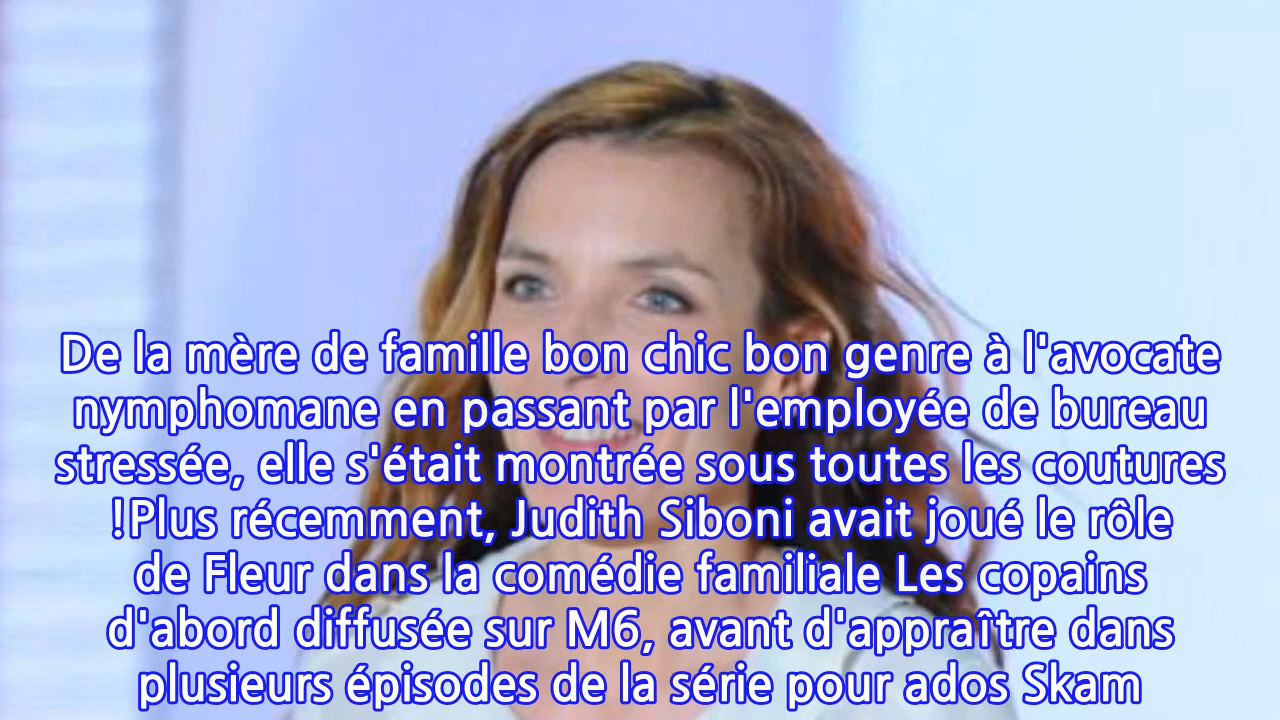 De la mère de famille bon chic bon genre à l'avocate
nymphomane en passant par l'employée de bureau
stressée, elle s'était montrée sous toutes les coutures
!Plus récemment, Judith Siboni avait joué le rôle
de Fleur dans la comédie familiale Les copains
d'abord diffusée sur M6, avant d'appraître dans
plusieurs épisodes de la série pour ados Skam